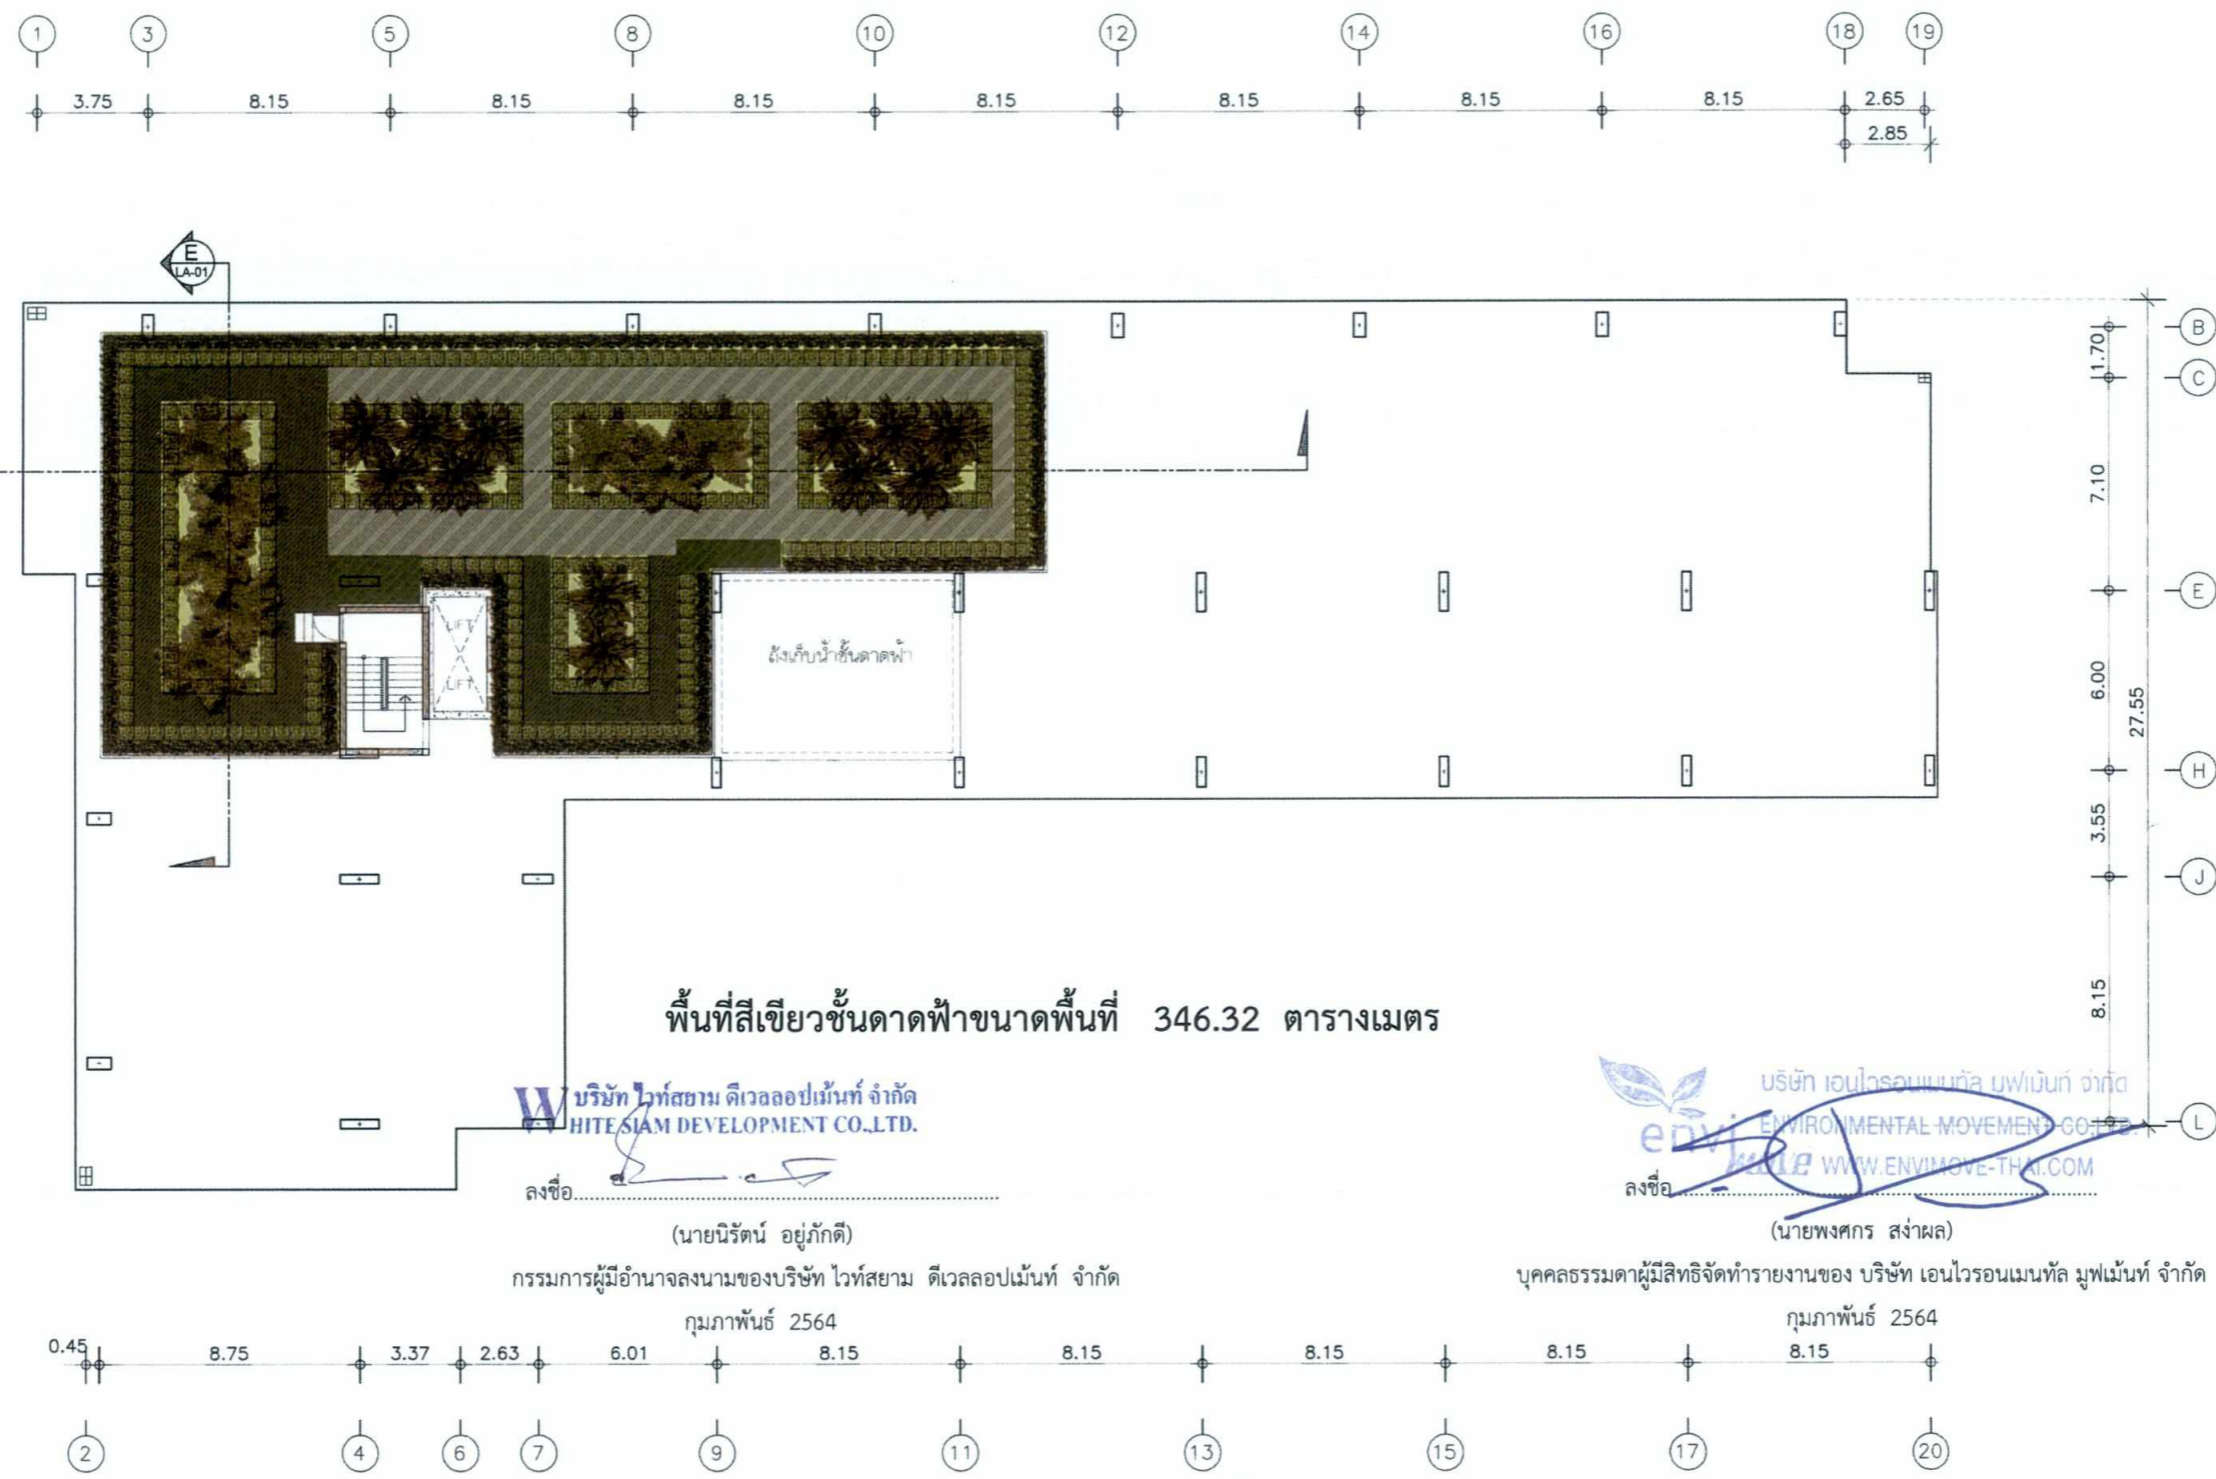 1 3 5 8 10 12 14 16 18 19
3.75 8.15 8.15 8.15 8.15 8.15 8.15 8.15 2.65
2.85
E
LA-01
B
1.70
C
7.10
E
LIFT
ถังเก็บน้ำชั้นดาดฟ้า
LIFT
6.00
27.55
H
3.55
J
8.15
พื้นที่สีเขียวชั้นดาดฟ้าขนาดพื้นที่ 346.32 ตารางเมตร
L
W บริษัท ไวท์สยาม ดีเวลลอปเม้นท์ จำกัด
HITE SIAM DEVELOPMENT CO.,LTD.
ลงชื่อ
(นายนิรัตน์ อยู่ภักดี)
กรรมการผู้มีอำนาจลงนามของบริษัท ไวท์สยาม ดีเวลลอปเม้นท์ จำกัด
กุมภาพันธ์ 2564
บริษัท เอนไวรอนเมนทัล มูฟเม้นท์ จำกัด
ENVIRONMENTAL MOVEMENT CO.,LTD.
envi
move WWW.ENVIMOVE-THAI.COM
ลงชื่อ
(นายพงศกร สง่าผล)
บุคคลธรรมดาผู้มีสิทธิจัดทำรายงานของ บริษัท เอนไวรอนเมนทัล มูฟเม้นท์ จำกัด
กุมภาพันธ์ 2564
0.45 8.75 3.37 2.63 6.01 8.15 8.15 8.15 8.15 8.15
2 4 6 7 9 11 13 15 17 20